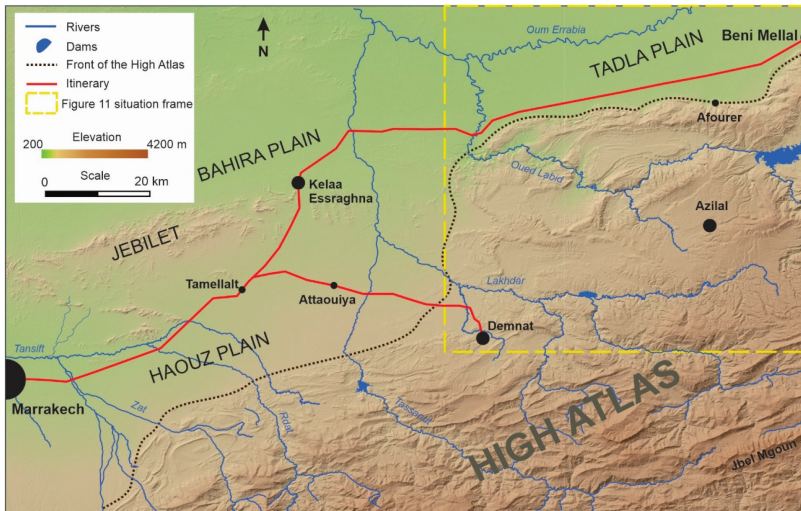 Rivers
Dams
Front of the High Atlas
Itinerary
Figure 11 situation frame
Elevation
200
4200 m
Scale
0
20 km
N
Oum Errabia
Beni Mellal
TADLA PLAIN
Afourer
BAHIRA PLAIN
Kelaa
Essraghna
Oued Labid
Azilal
JEBILET
Tamellalt
Attaouiya
Lakhdar
Demnat
Tansift
HAOUZ PLAIN
Marrakech
Zat
Rdat
Tassaout
HIGH ATLAS
Jbel Mgoun